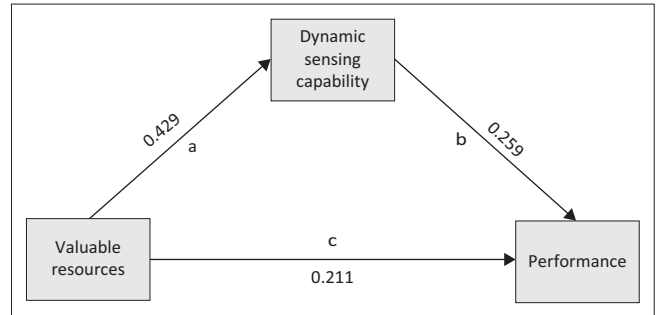 Dynamic
sensing
capability
0.429
a
b
0.259
Valuable
resources
c
0.211
Performance